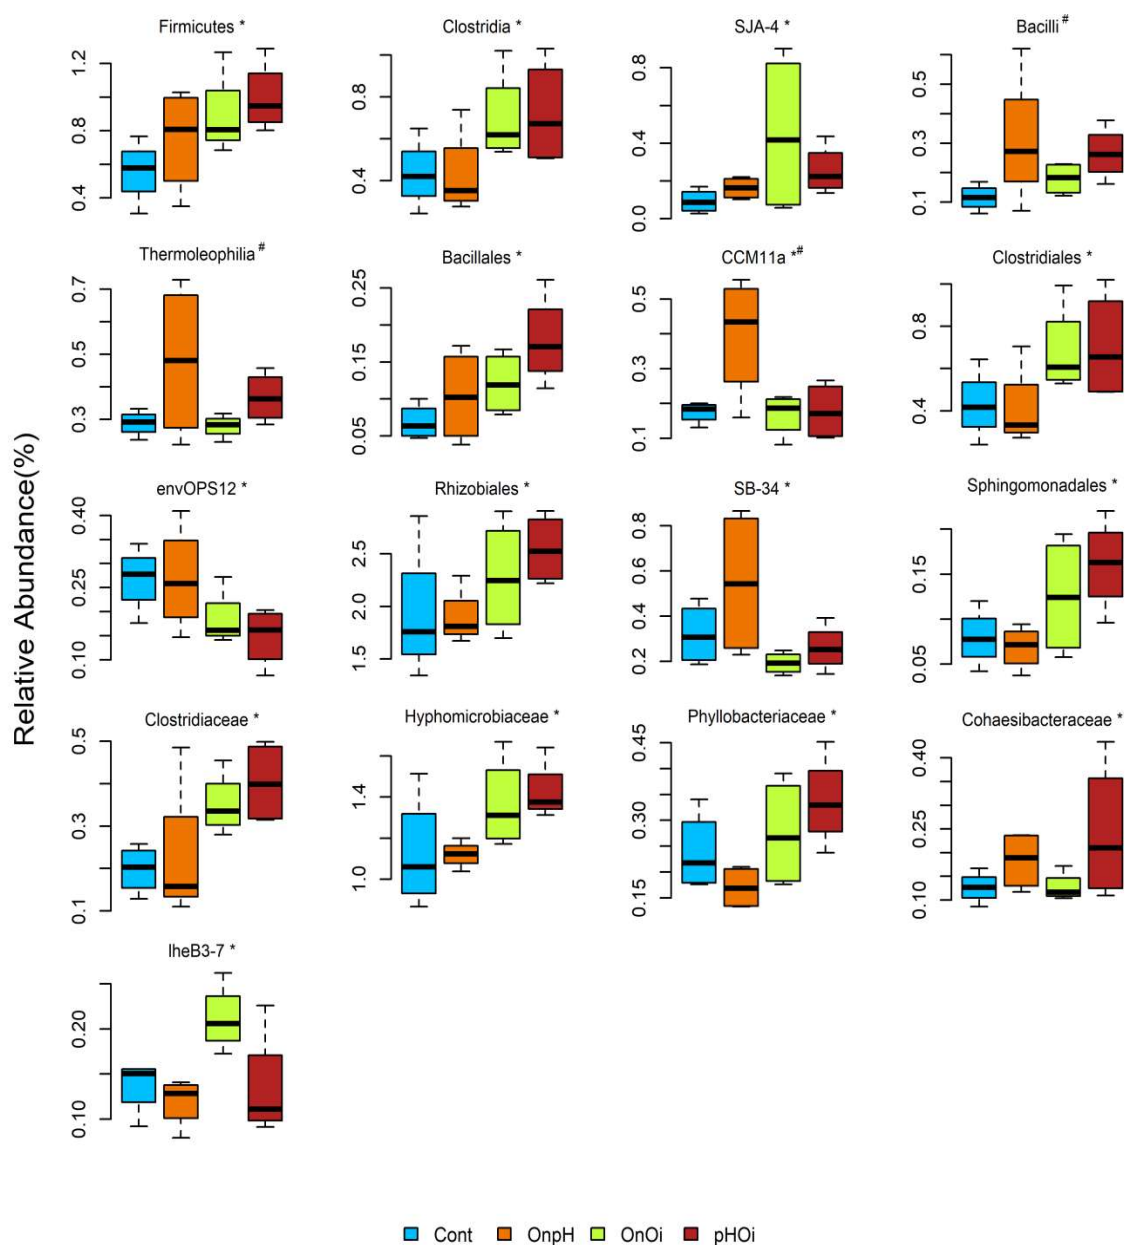 Relative Abundance(%)
Firmicutes *
0.4 0.8 1.2
Clostridia *
0.4 0.8
SJA-4 *
0.0 0.4 0.8
Bacilli #
0.1 0.3 0.5
Thermoleophilia #
0.3 0.5 0.7
Bacillales *
0.05 0.15 0.25
CCM11a *#
0.1 0.3 0.5
Clostridiales *
0.4 0.8
envOPS12 *
0.10 0.25 0.40
Rhizobiales *
1.5 2.0 2.5
SB-34 *
0.2 0.4 0.6 0.8
Sphingomonadales *
0.05 0.15
Clostridiaceae *
0.1 0.3 0.5
Hyphomicrobiaceae *
1.0 1.4
Phyllobacteriaceae *
0.15 0.30 0.45
Cohaesibacteraceae *
0.10 0.25 0.40
lheB3-7 *
0.10 0.20
Cont OnpH OnOi pHOi